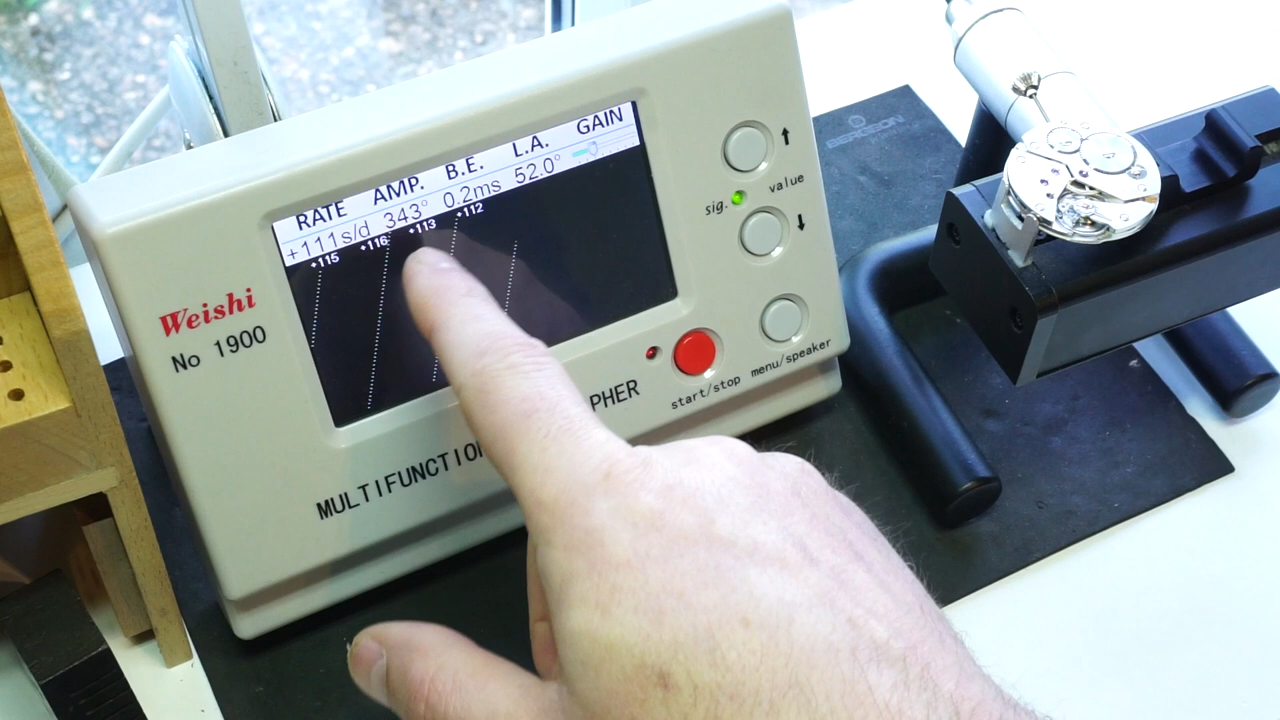 RATE AMP. B.E. L.A. GAIN
+111s/d 343° 0.2ms 52.0°
+115 +116 +113 +112
Weishi
No 1900
sig.
value
start/stop
menu/speaker
MULTIFUNCTION
PHER
BERGEON